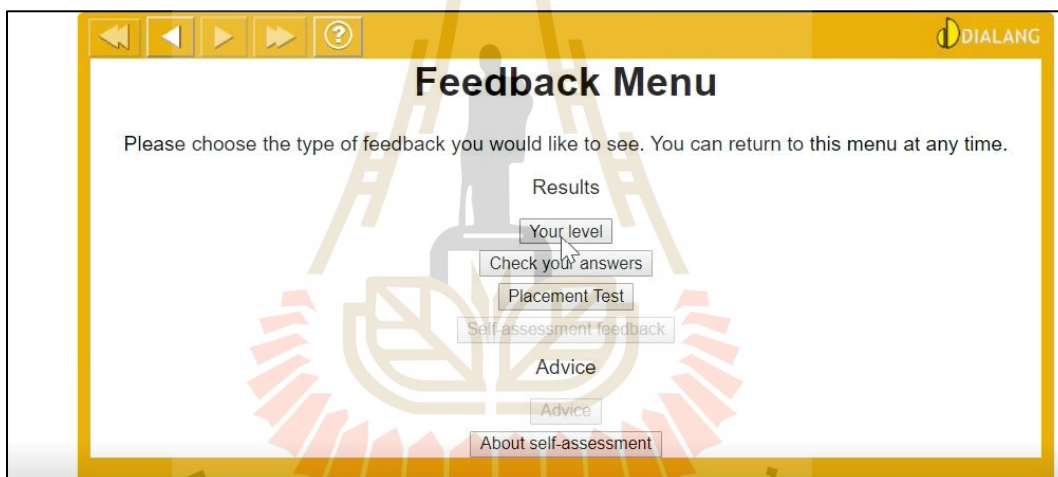 DIALANG
Feedback Menu
Please choose the type of feedback you would like to see. You can return to this menu at any time.
Results
Your level
Check your answers
Placement Test
Self-assessment feedback
Advice
Advice
About self-assessment